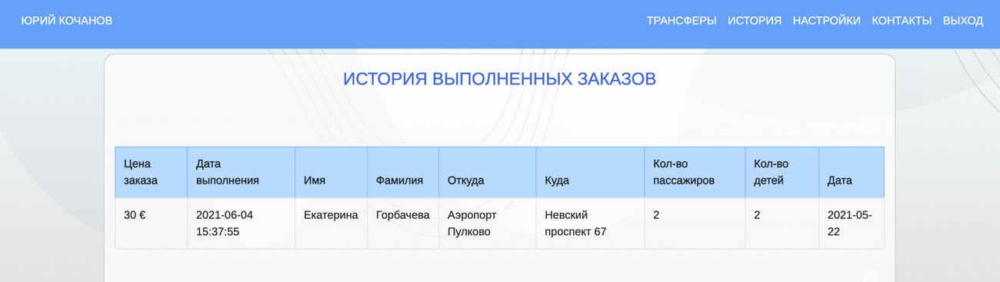 ЮРИЙ КОЧАНОВ ТРАНСФЕРЫ ИСТОРИЯ НАСТРОЙКИ КОНТАКТЫ ВЫХОД
ИСТОРИЯ ВЫПОЛНЕННЫХ ЗАКАЗОВ
Цена Дата Кол-во Кол-во
заказа выполнения Имя Фамилия Откуда Куда пассажиров детей Дата
30 € 2021-06-04 Екатерина Горбачева Аэропорт Невский 2 2 2021-05-
15:37:55 Пулково проспект 67 22